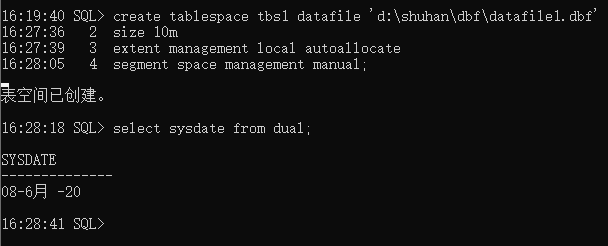 16:19:40 SQL> create tablespace tbs1 datafile 'd:\shuhan\dbf\datafile1.dbf'
16:27:36   2  size 10m
16:27:39   3  extent management local autoallocate
16:28:05   4  segment space management manual;
表空间已创建。
16:28:18 SQL> select sysdate from dual;
SYSDATE
--------------
08-6月 -20
16:28:41 SQL>